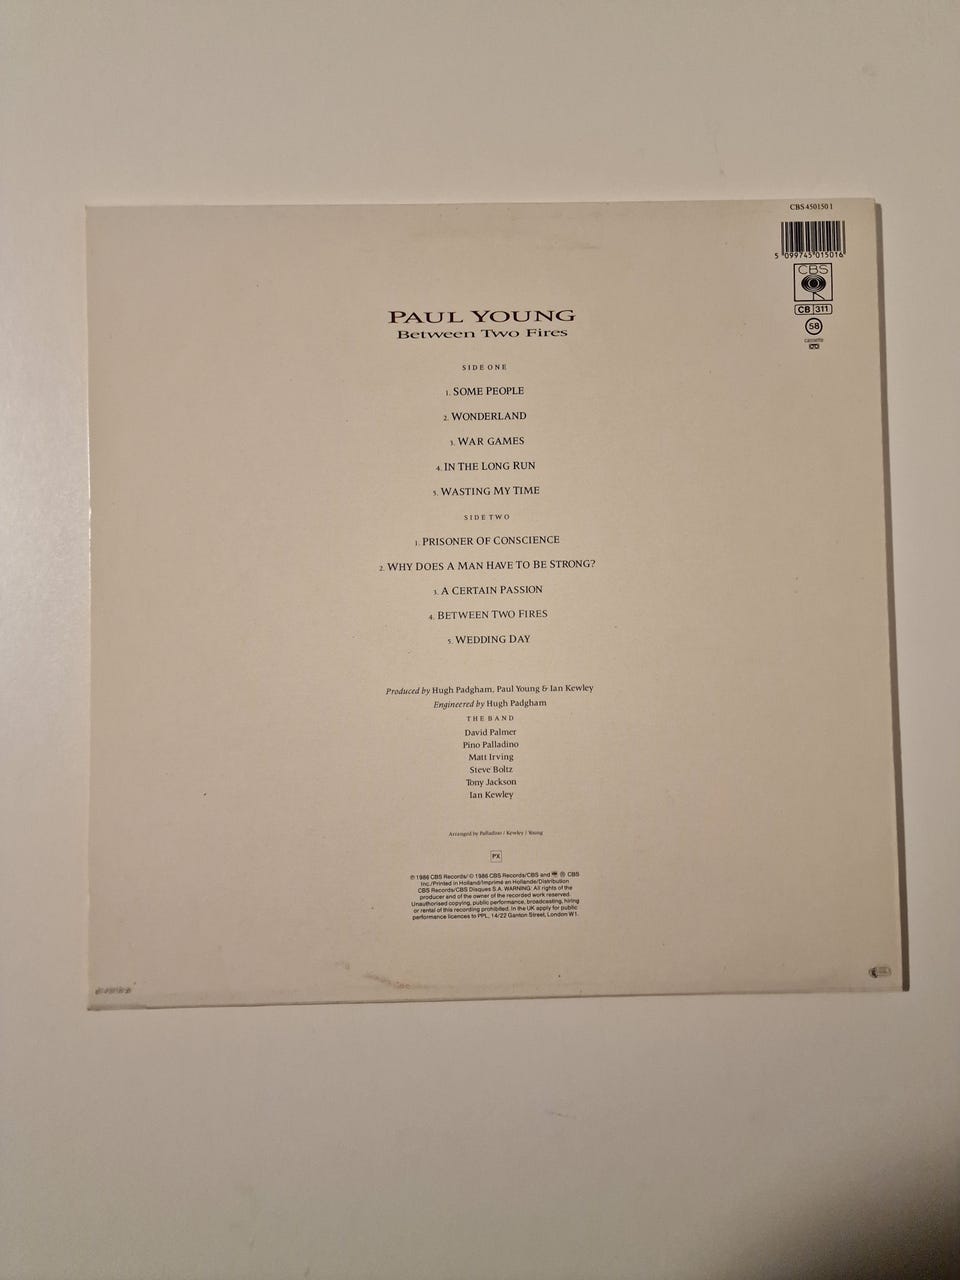 CBS 450150 1
5 099745 015016
CBS
CB 311
58
cassette
PAUL YOUNG
Between Two Fires
SIDE ONE
1. SOME PEOPLE
2. WONDERLAND
3. WAR GAMES
4. IN THE LONG RUN
5. WASTING MY TIME
SIDE TWO
1. PRISONER OF CONSCIENCE
2. WHY DOES A MAN HAVE TO BE STRONG?
3. A CERTAIN PASSION
4. BETWEEN TWO FIRES
5. WEDDING DAY
Produced by Hugh Padgham, Paul Young & Ian Kewley
Engineered by Hugh Padgham
THE BAND
David Palmer
Pino Palladino
Matt Irving
Steve Boltz
Tony Jackson
Ian Kewley
Arranged by Palladino / Kewley / Young
PX
℗ 1986 CBS Records/ © 1986 CBS Records/CBS and ® CBS
Inc./Printed in Holland/Imprimé en Hollande/Distribution
CBS Records/CBS Disques S.A. WARNING: All rights of the
producer and of the owner of the recorded work reserved.
Unauthorised copying, public performance, broadcasting, hiring
or rental of this recording prohibited. In the UK apply for public
performance licences to PPL, 14/22 Ganton Street, London W1.